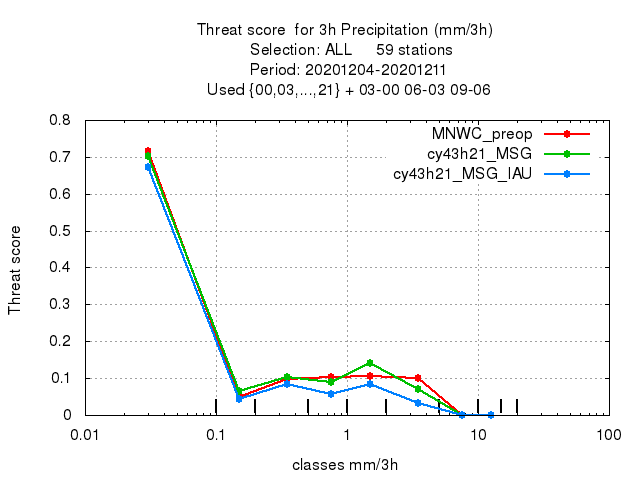 Threat score  for 3h Precipitation (mm/3h)
Selection: ALL     59 stations
Period: 20201204-20201211
Used {00,03,...,21} + 03-00 06-03 09-06
MNWC_preop
cy43h21_MSG
cy43h21_MSG_IAU
0.8
0.7
0.6
0.5
0.4
0.3
0.2
0.1
0
Threat score
0.01 0.1 1 10 100
classes mm/3h